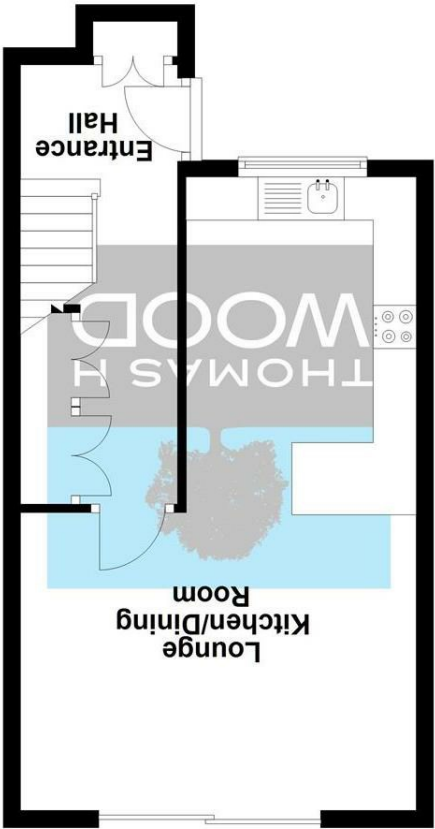 Lounge
Kitchen/Dining
Room
THOMAS H
WOOD
Entrance
Hall